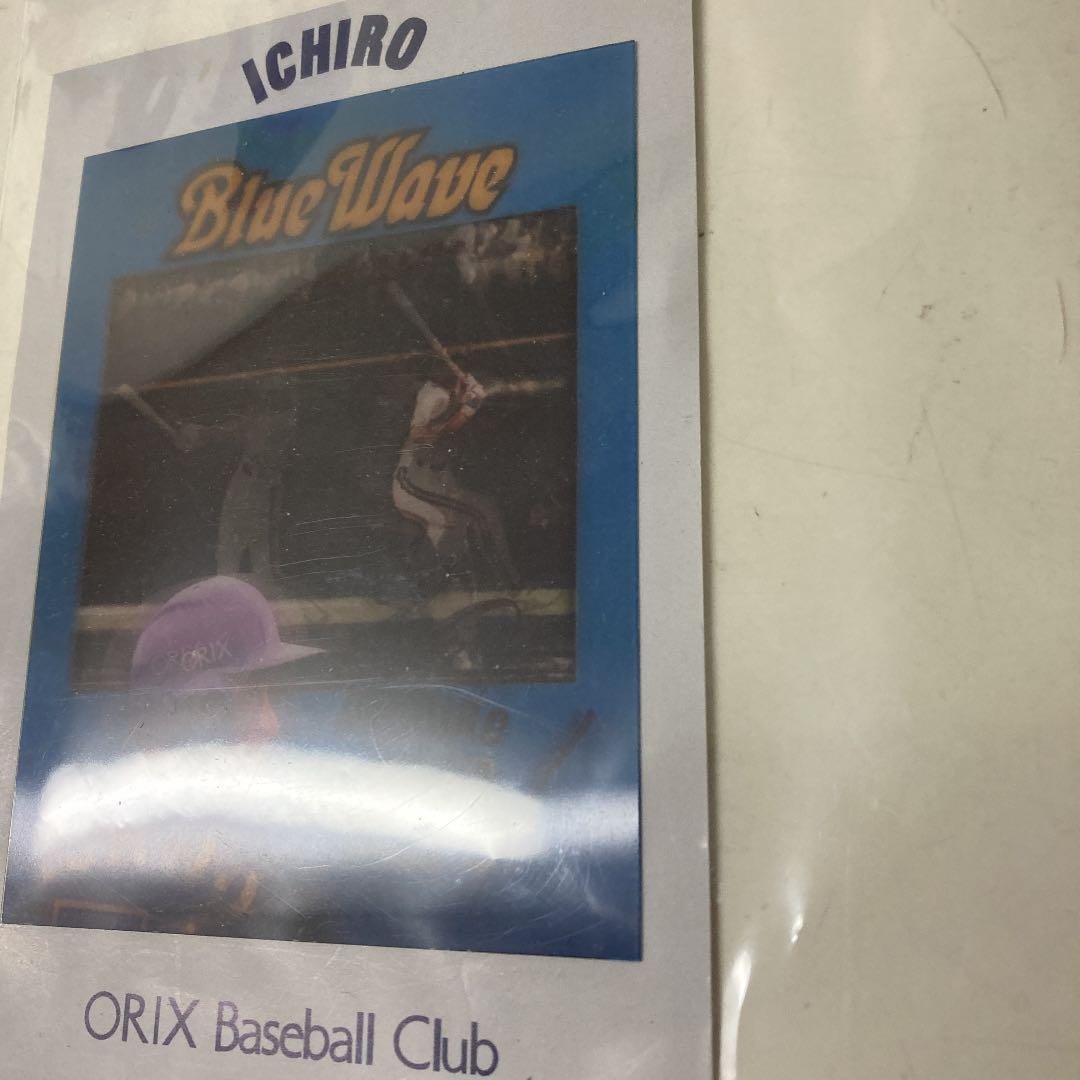 ICHIRO
Blue Wave
ORIX
ORIX Baseball Club